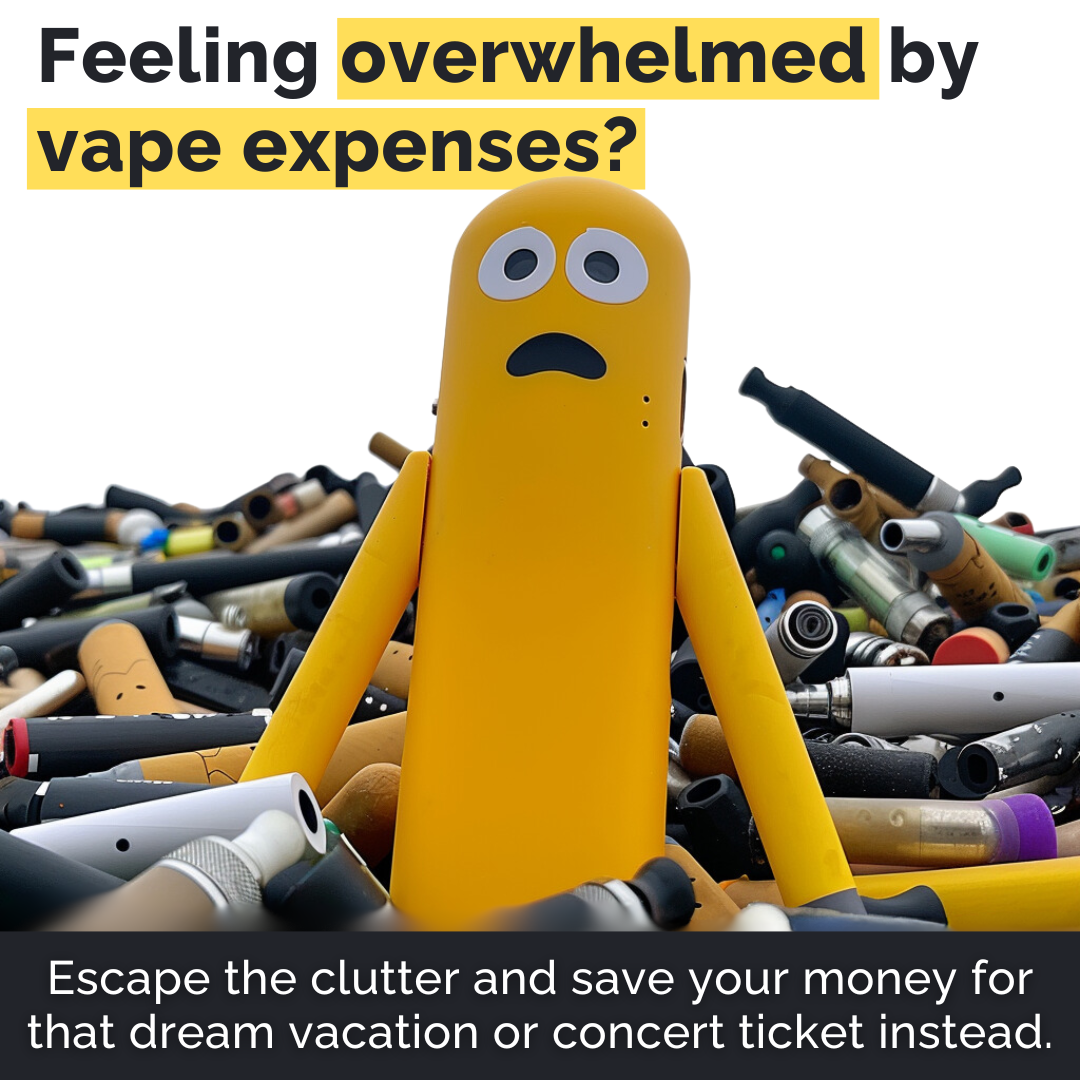 Feeling overwhelmed by
vape expenses?
Escape the clutter and save your money for
that dream vacation or concert ticket instead.